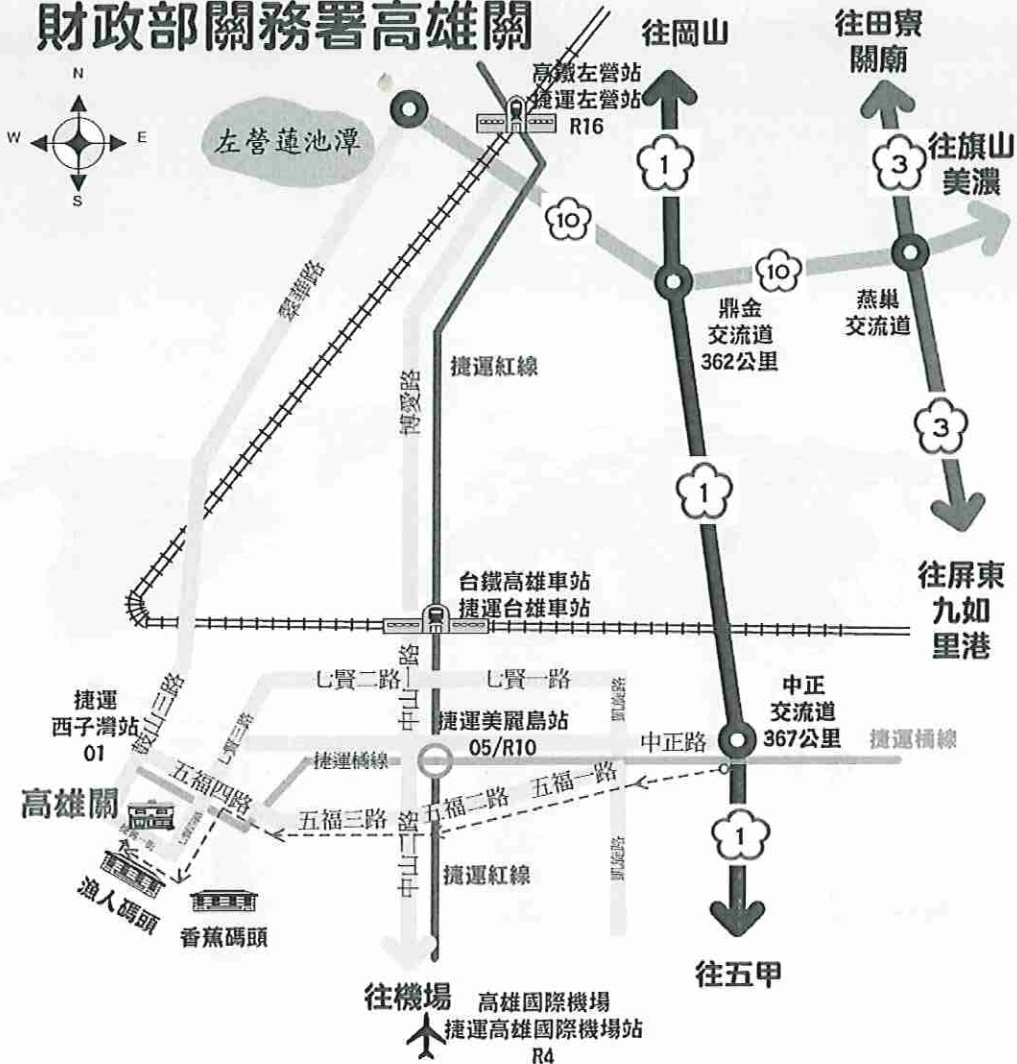 財政部關務署高雄關
N
W
E
S
左營蓮池潭
高鐵左營站
捷運左營站
R16
往岡山
往田寮
關廟
1
3
往旗山
美濃
10
10
鼎金
交流道
362公里
燕巢
交流道
翠華路
博愛路
捷運紅線
1
3
台鐵高雄車站
捷運台雄車站
往屏東
九如
里港
七賢二路
中山一路
七賢一路
凱旋路
中正
交流道
367公里
捷運
西子灣站
01
鼓山三路
七賢三路
捷運美麗島站
05/R10
中正路
捷運橘線
捷運橘線
五福四路
五福三路
五福二路
五福一路
高雄關
中山二路
捷運紅線
凱旋路
1
漁人碼頭
香蕉碼頭
往五甲
往機場
高雄國際機場
捷運高雄國際機場站
R4